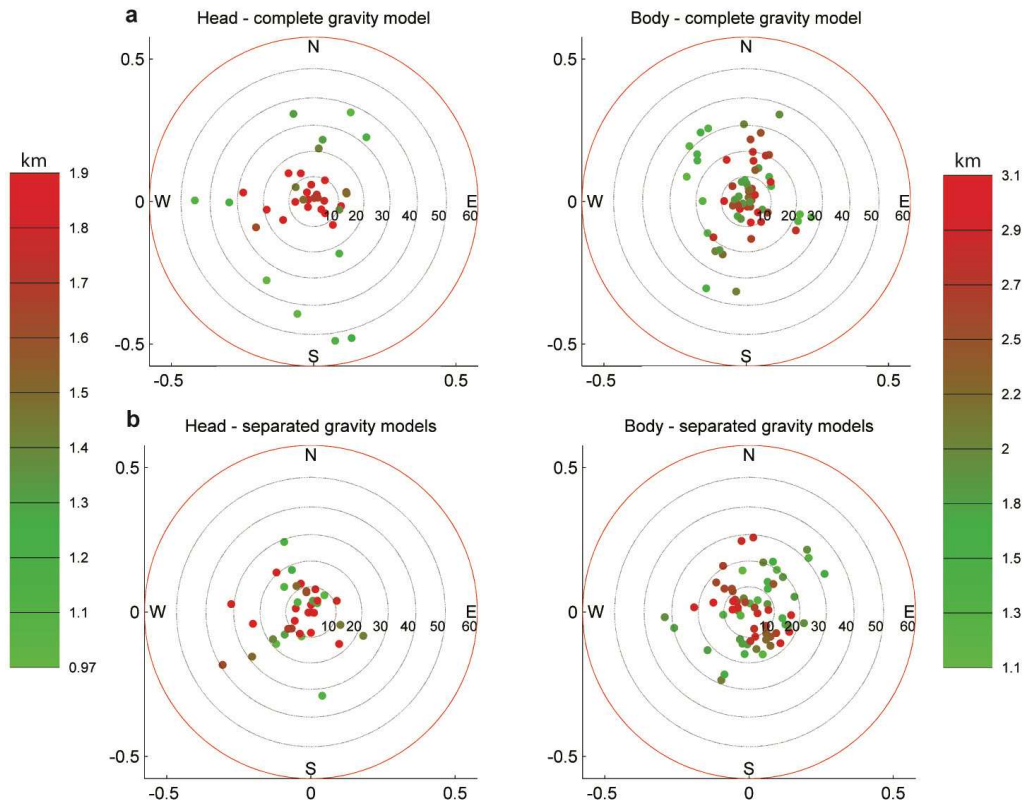 a
Head - complete gravity model
Body - complete gravity model
km
1.9
1.8
1.7
1.6
1.5
1.4
1.3
1.2
1.1
0.97
0.5
0
-0.5
N
W
E
S
10 20 30 40 50 60
-0.5
0.5
0.5
0
-0.5
N
W
E
S
10 20 30 40 50 60
-0.5
0.5
km
3.1
2.9
2.7
2.5
2.2
2
1.8
1.5
1.3
1.1
b
Head - separated gravity models
Body - separated gravity models
0.5
0
-0.5
N
W
E
S
10 20 30 40 50 60
-0.5
0
0.5
0.5
0
-0.5
N
W
E
S
10 20 30 40 50 60
-0.5
0
0.5